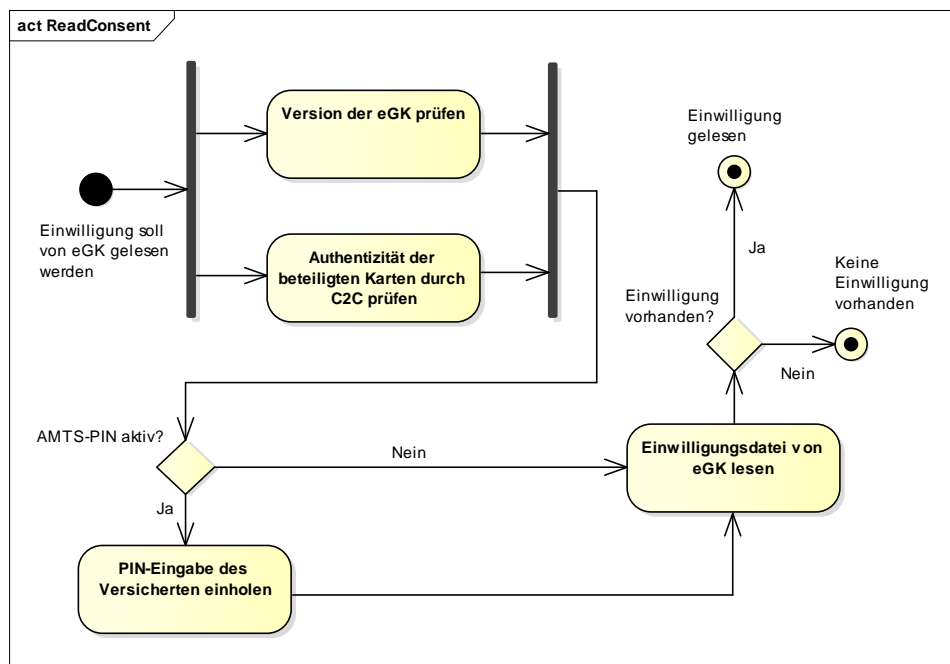 act ReadConsent
Version der eGK prüfen
Einwilligung soll
von eGK gelesen
werden
Authentizität der
beteiligten Karten durch
C2C prüfen
Einwilligung
gelesen
Ja
Keine
Einwilligung
vorhanden
Einwilligung
vorhanden?
Nein
AMTS-PIN aktiv?
Nein
Ja
Einwilligungsdatei von
eGK lesen
PIN-Eingabe des
Versicherten einholen